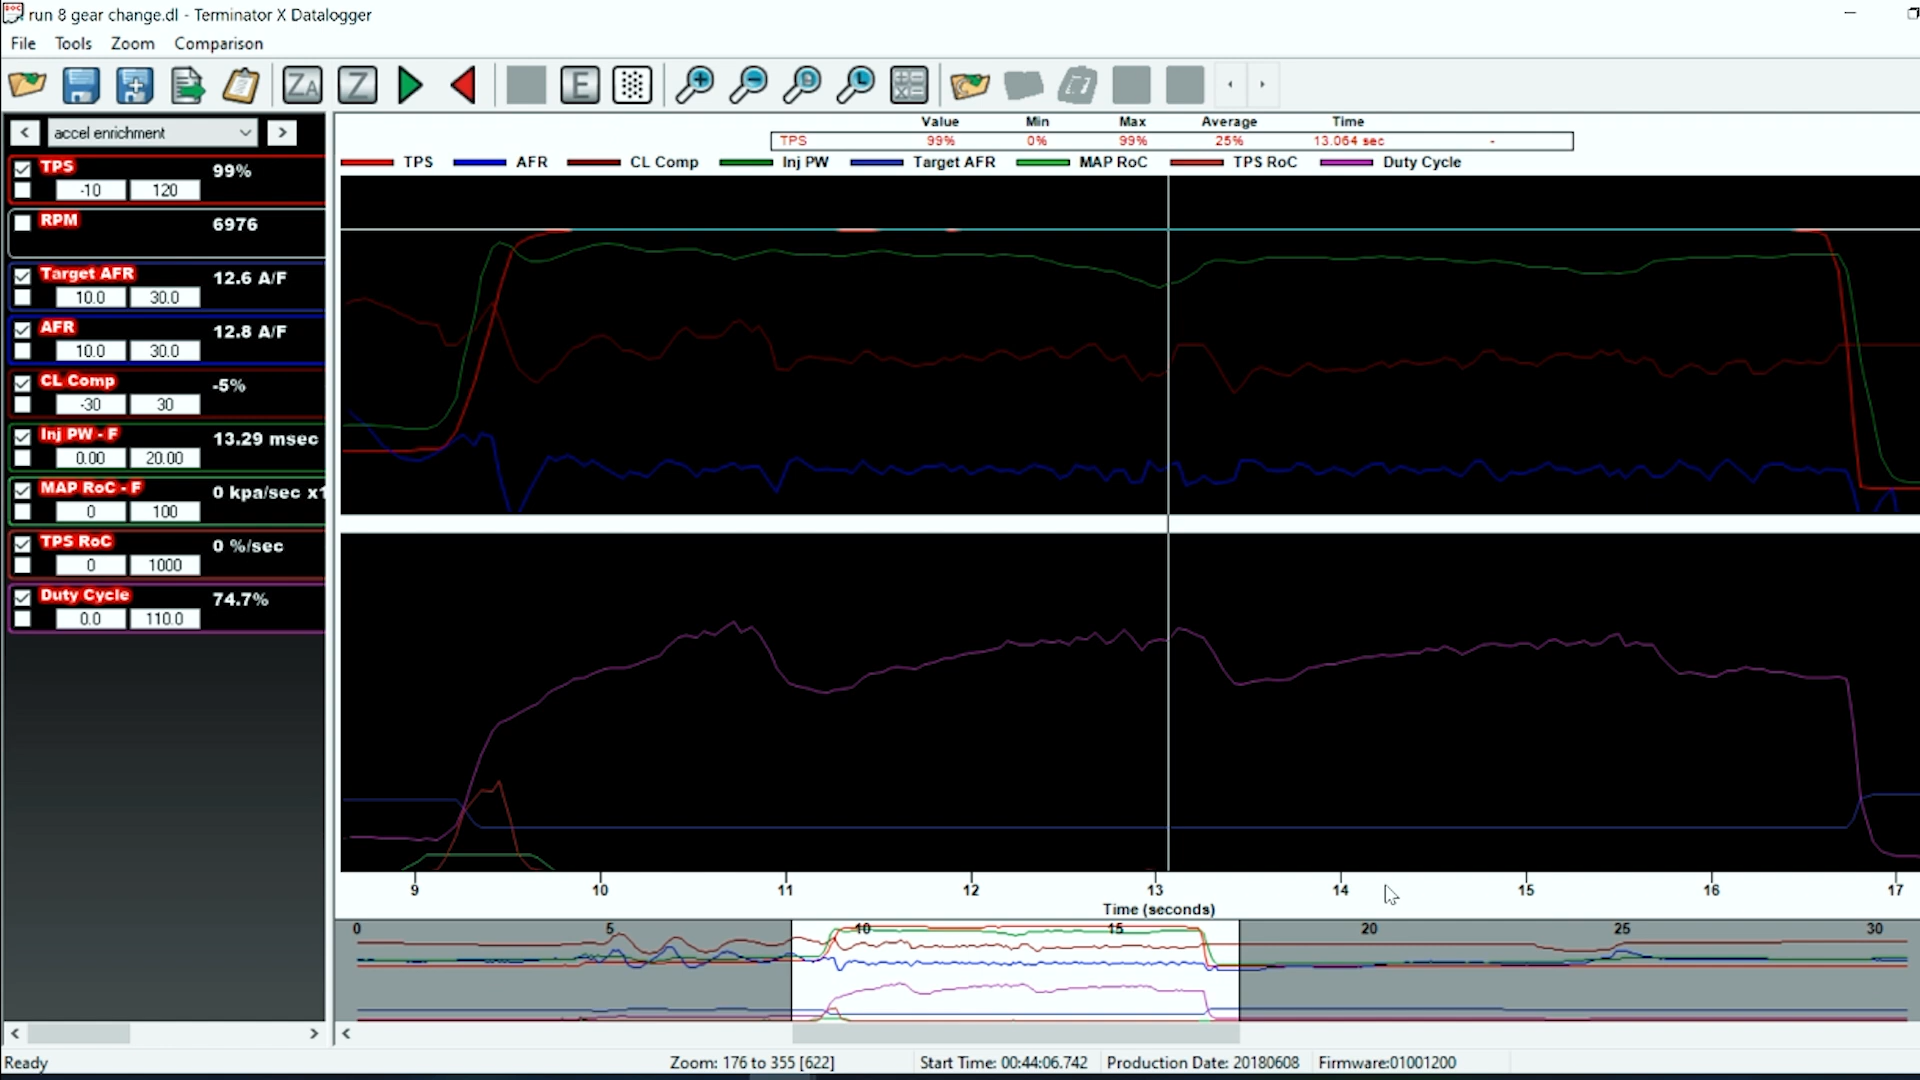 run 8 gear change.dl - Terminator X Datalogger
File Tools Zoom Comparison
ZA Z E
accel enrichment
TPS 99%
-10 120
RPM 6976
Target AFR 12.6 A/F
10.0 30.0
AFR 12.8 A/F
10.0 30.0
CL Comp -5%
-30 30
Inj PW - F 13.29 msec
0.00 20.00
MAP RoC - F 0 kpa/sec x1
0 100
TPS RoC 0 %/sec
0 1000
Duty Cycle 74.7%
0.0 110.0
Value Min Max Average Time
TPS 99% 0% 99% 25% 13.064 sec -
TPS AFR CL Comp Inj PW Target AFR MAP RoC TPS RoC Duty Cycle
9 10 11 12 13 14 15 16 17
Time (seconds)
0 5 10 15 20 25 30
Ready Zoom: 176 to 355 [622] Start Time: 00:44:06.742 Production Date: 20180608 Firmware:01001200